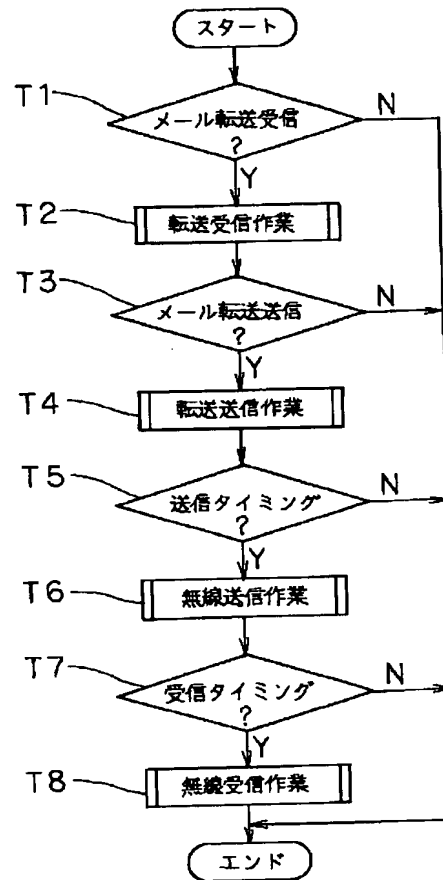 スタート
T1
メール転送受信
?
N
Y
T2
転送受信作業
T3
メール転送送信
?
N
Y
T4
転送送信作業
T5
送信タイミング
?
N
Y
T6
無線送信作業
T7
受信タイミング
?
N
Y
T8
無線受信作業
エンド